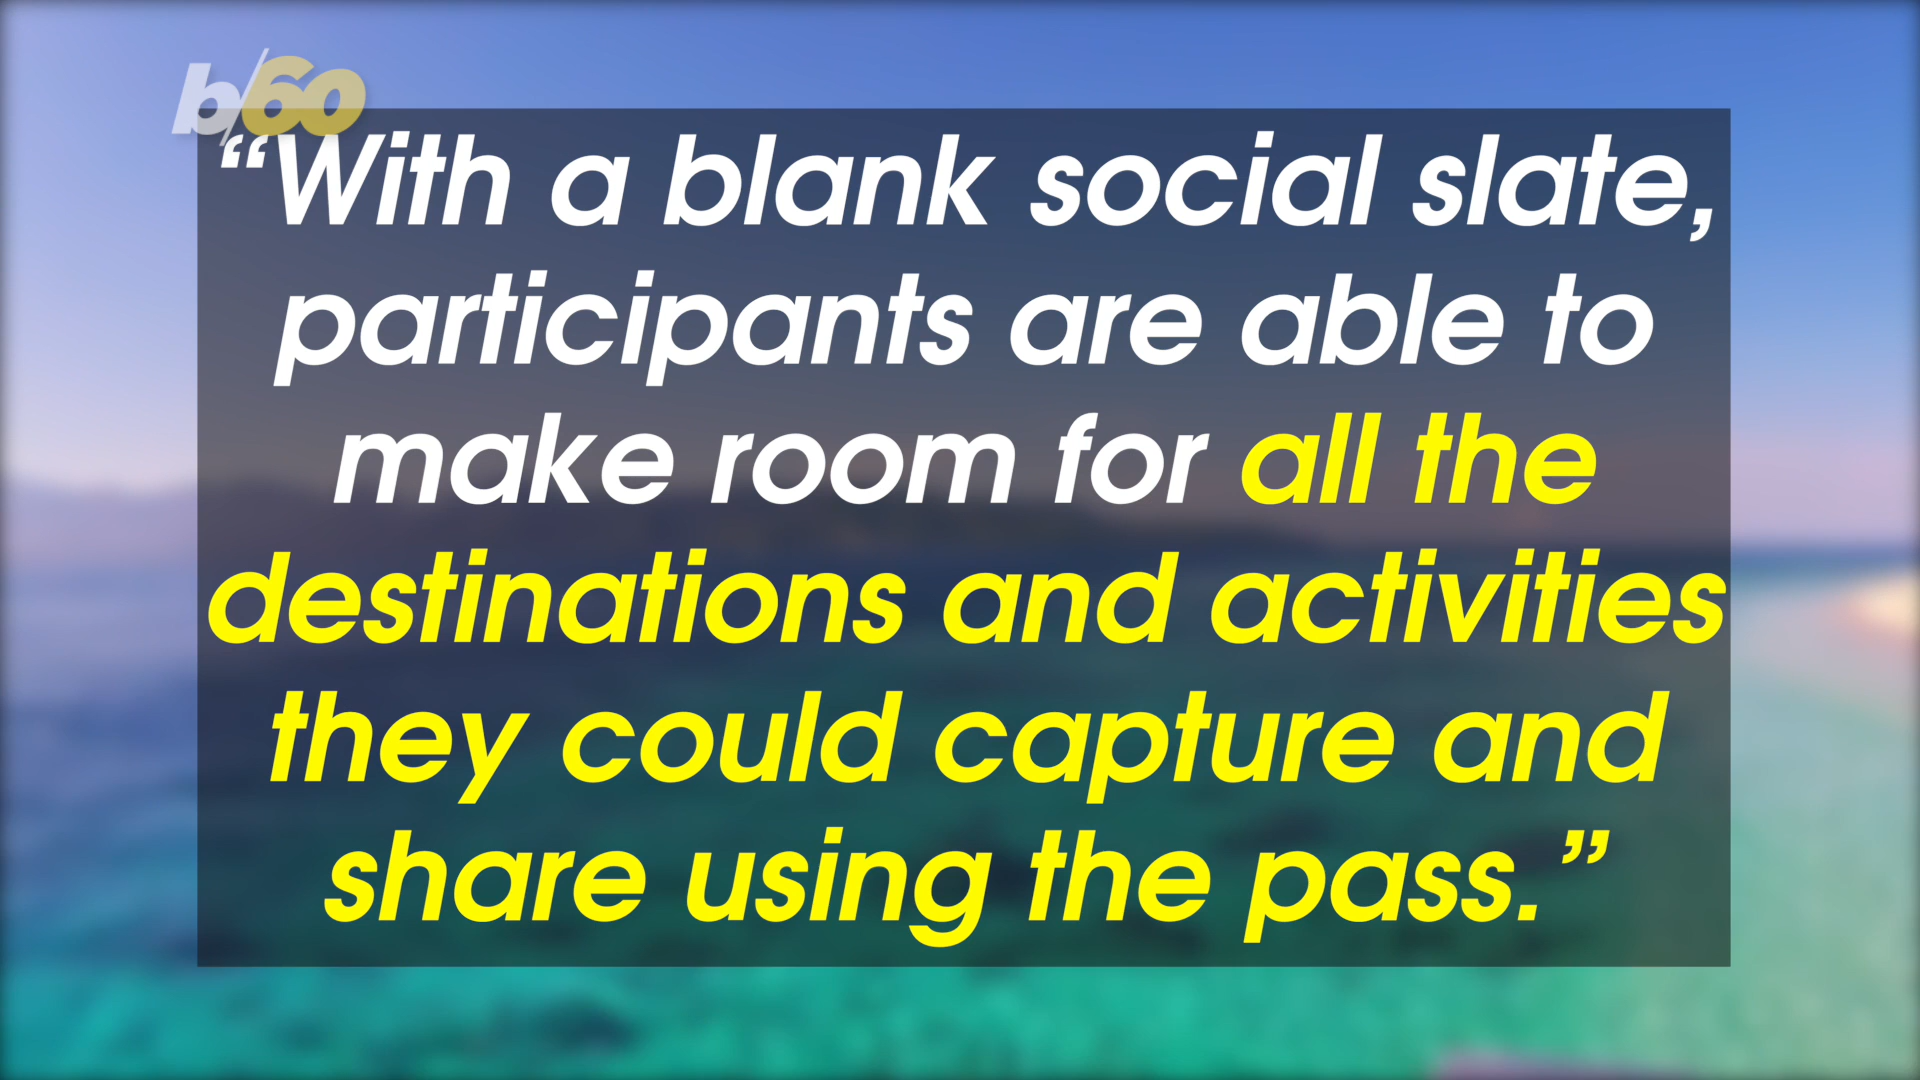 b/60
“With a blank social slate,
participants are able to
make room for all the
destinations and activities
they could capture and
share using the pass.”